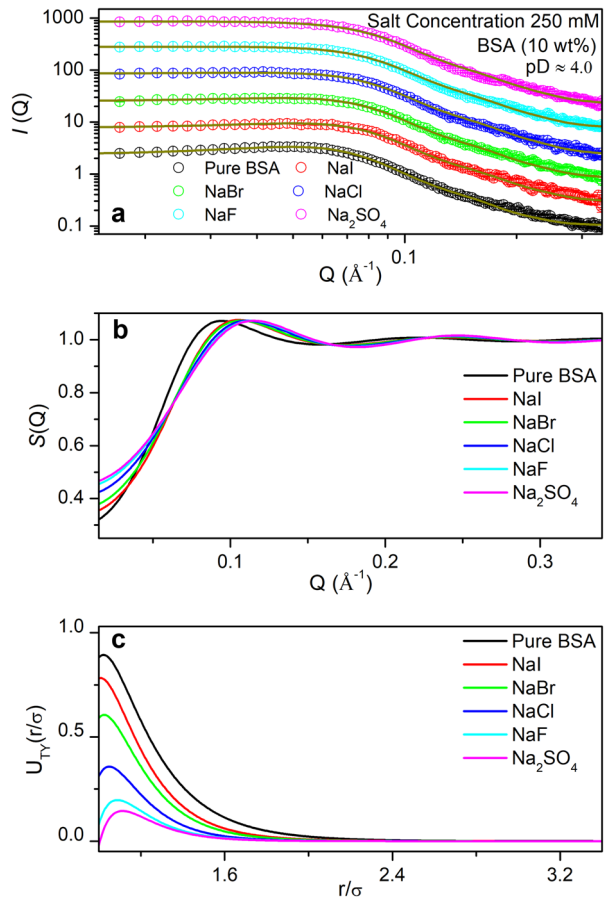 1000
Salt Concentration 250 mM
BSA (10 wt%)
pD ≈ 4.0
100
10
1
0.1
I (Q)
Pure BSA NaI
NaBr NaCl
NaF Na₂SO₄
a
0.1
Q (Å⁻¹)
b
1.0
0.8
0.6
0.4
S(Q)
Pure BSA
NaI
NaBr
NaCl
NaF
Na₂SO₄
0.1 0.2 0.3
Q (Å⁻¹)
c
1.0
0.5
0.0
U_TY(r/σ)
Pure BSA
NaI
NaBr
NaCl
NaF
Na₂SO₄
1.6 2.4 3.2
r/σ